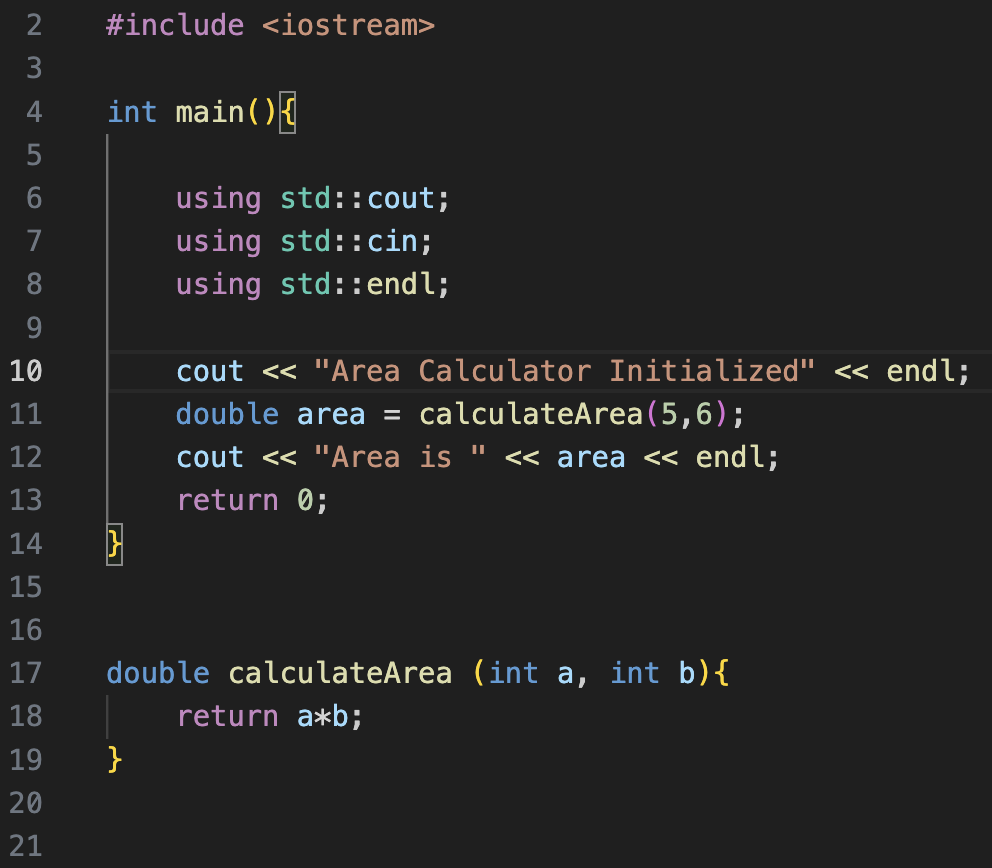 2 #include <iostream>
3
4 int main(){
5
6     using std::cout;
7     using std::cin;
8     using std::endl;
9
10     cout << "Area Calculator Initialized" << endl;
11     double area = calculateArea(5,6);
12     cout << "Area is " << area << endl;
13     return 0;
14 }
15
16
17 double calculateArea (int a, int b){
18     return a*b;
19 }
20
21